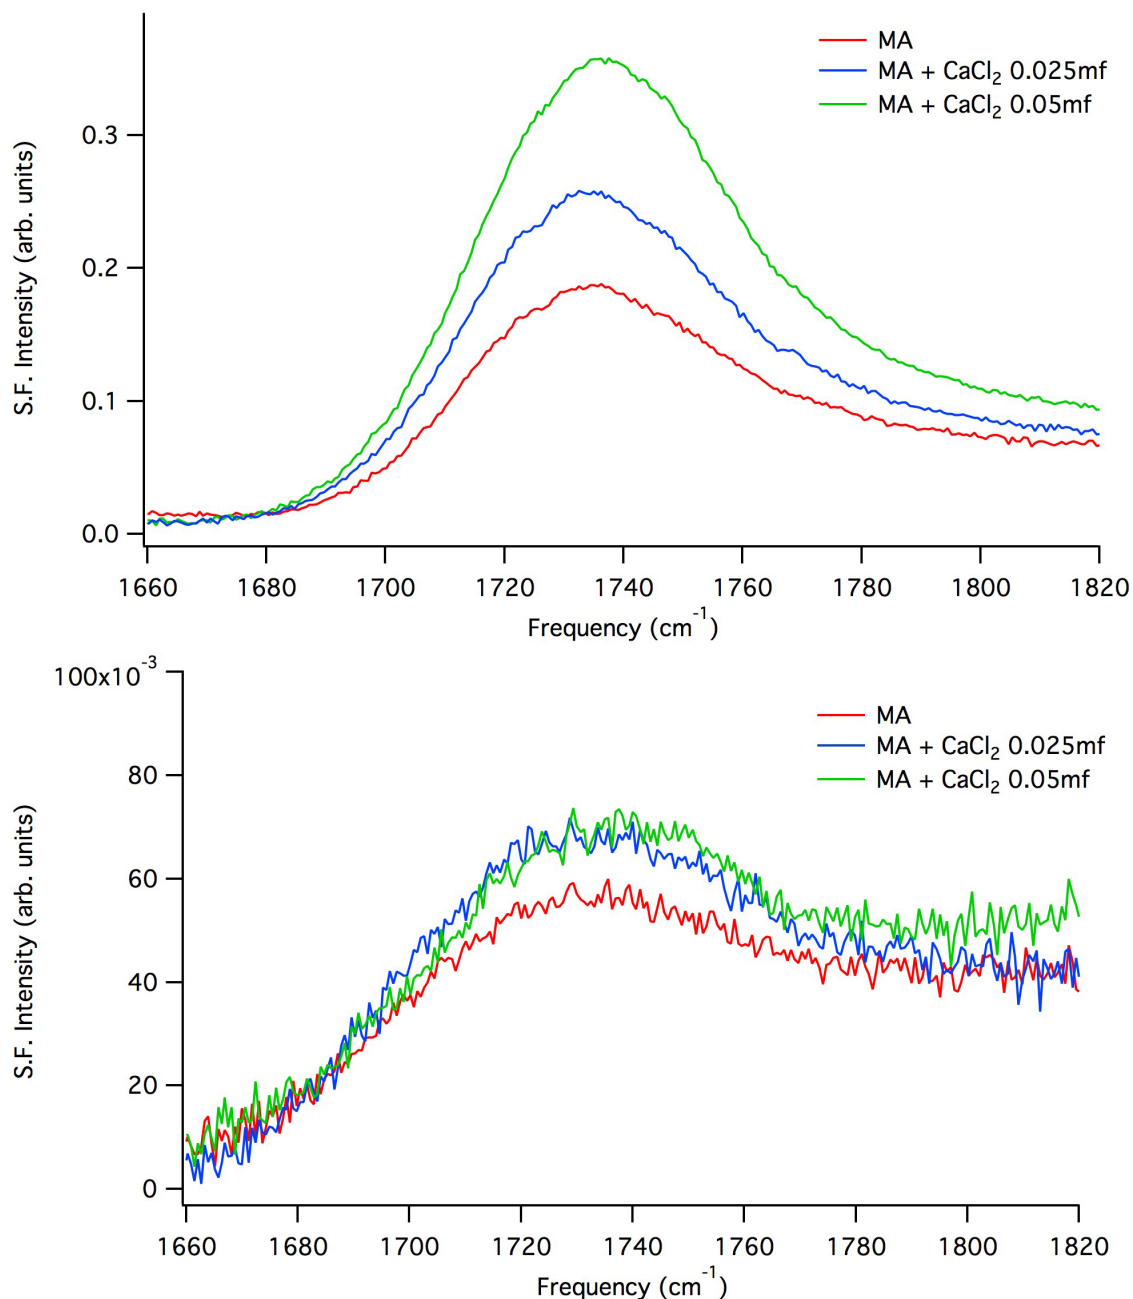 MA
MA + CaCl₂ 0.025mf
MA + CaCl₂ 0.05mf
S.F. Intensity (arb. units)
0.3
0.2
0.1
0.0
1660 1680 1700 1720 1740 1760 1780 1800 1820
Frequency (cm⁻¹)
100x10⁻³
MA
MA + CaCl₂ 0.025mf
MA + CaCl₂ 0.05mf
S.F. Intensity (arb. units)
80
60
40
20
0
1660 1680 1700 1720 1740 1760 1780 1800 1820
Frequency (cm⁻¹)